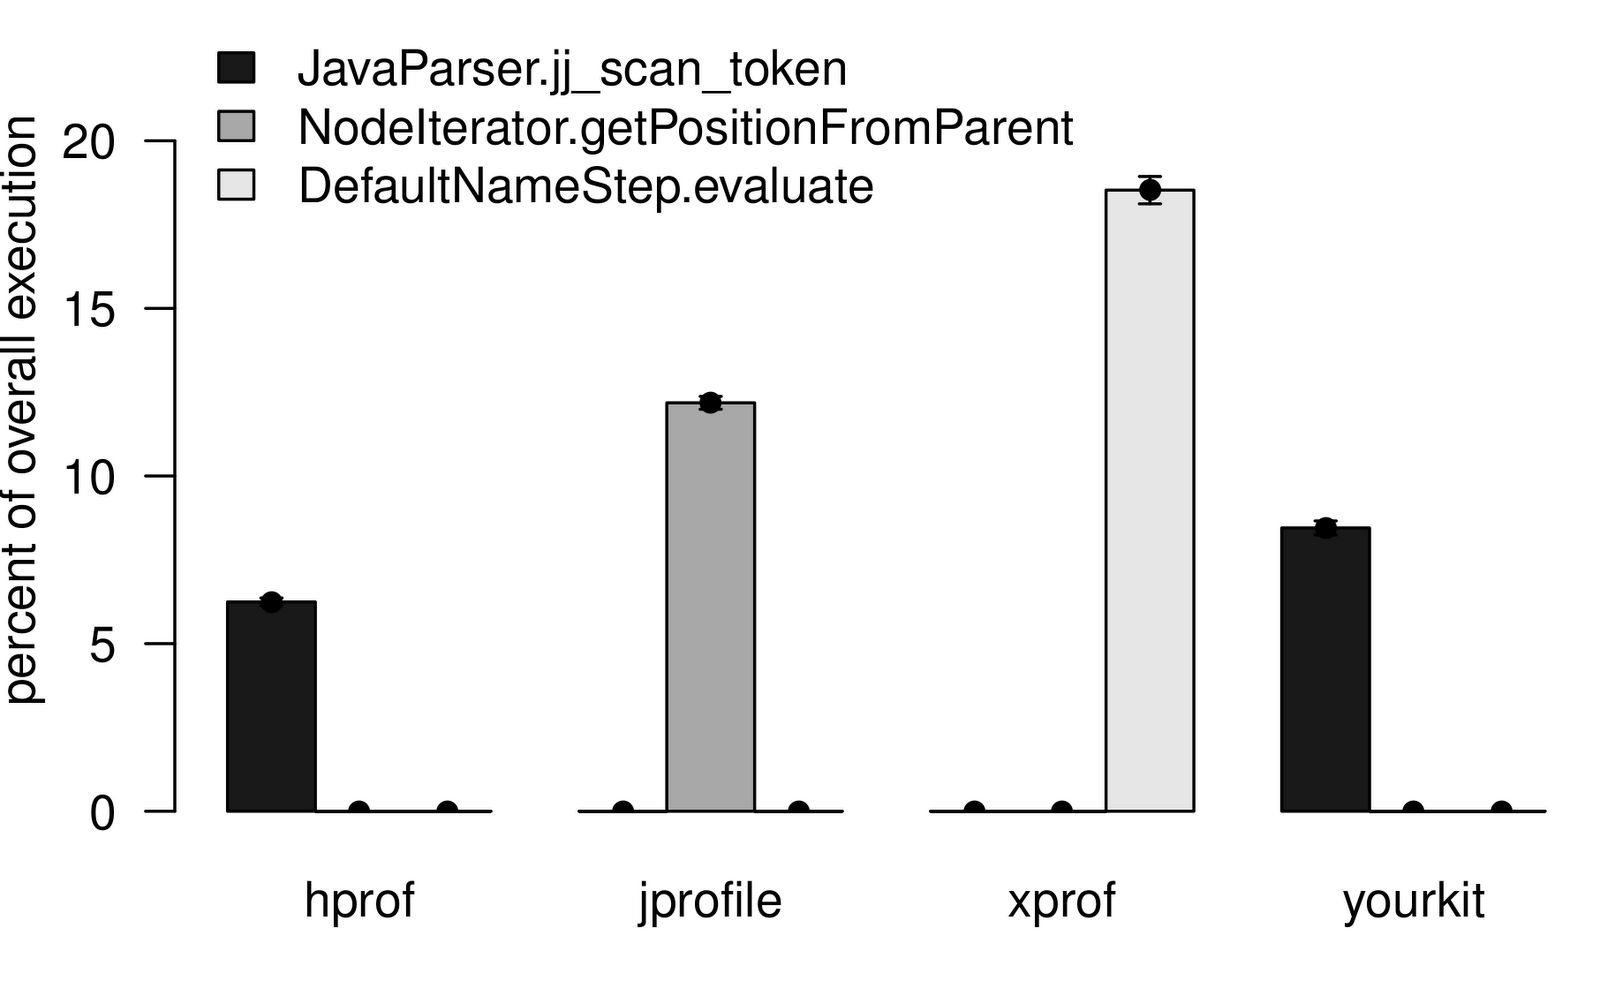 JavaParser.jj_scan_token
NodeIterator.getPositionFromParent
DefaultNameStep.evaluate
percent of overall execution
20
15
10
5
0
hprof
jprofile
xprof
yourkit